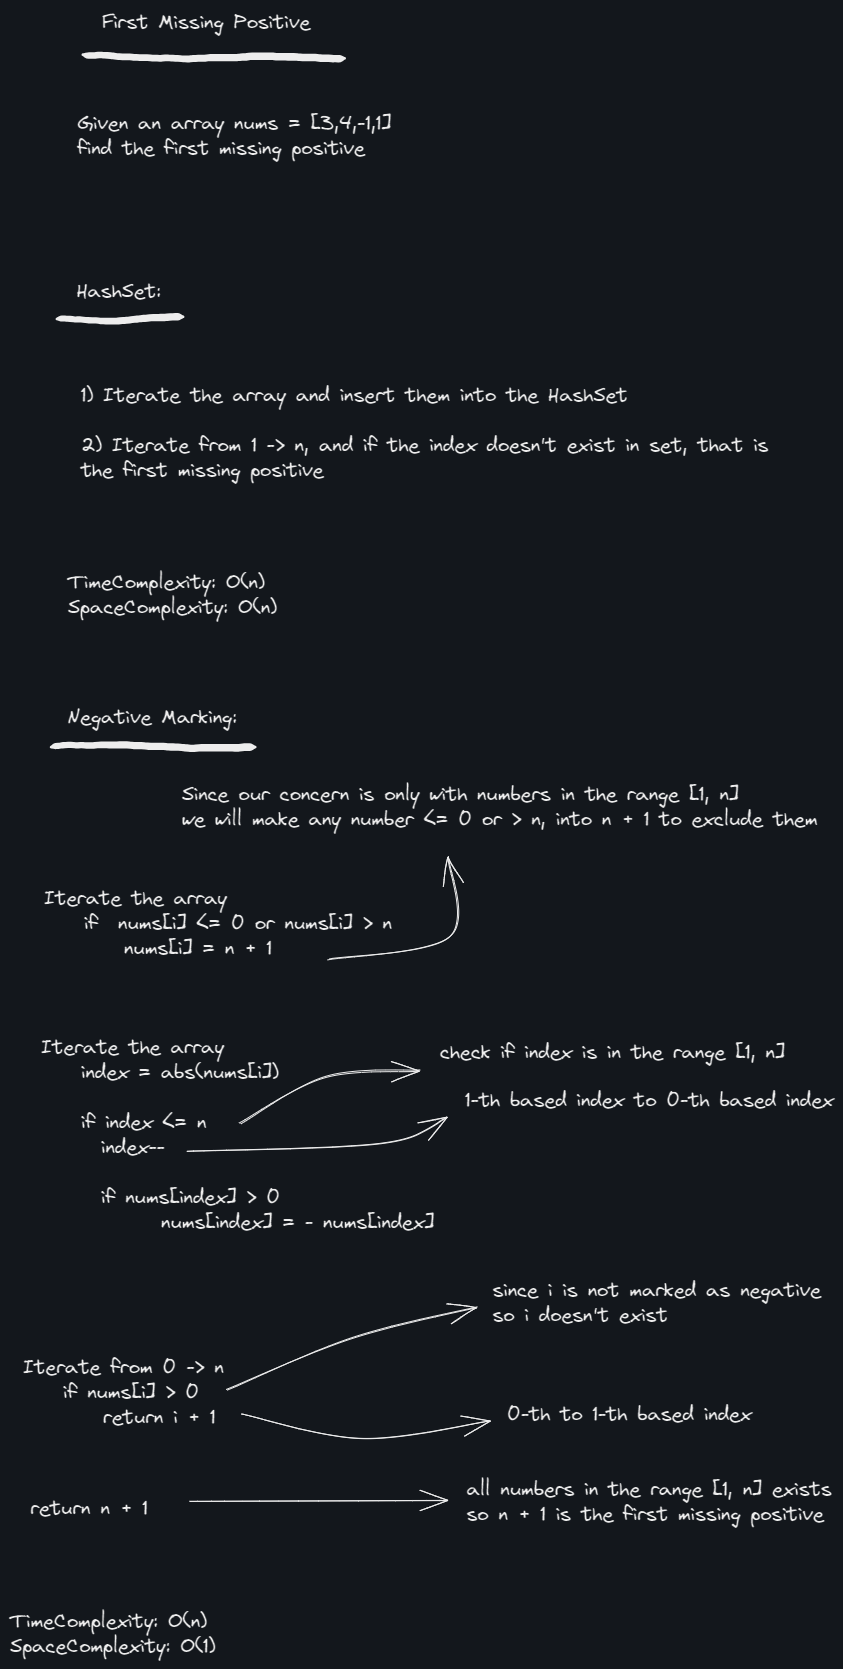 First Missing Positive
Given an array nums = [3,4,-1,1]
find the first missing positive
HashSet:
1) Iterate the array and insert them into the HashSet
2) Iterate from 1 -> n, and if the index doesn't exist in set, that is
the first missing positive
TimeComplexity: O(n)
SpaceComplexity: O(n)
Negative Marking:
Since our concern is only with numbers in the range [1, n]
we will make any number <= 0 or > n, into n + 1 to exclude them
Iterate the array
if nums[i] <= 0 or nums[i] > n
nums[i] = n + 1
Iterate the array
index = abs(nums[i])
check if index is in the range [1, n]
1-th based index to 0-th based index
if index <= n
index--
if nums[index] > 0
nums[index] = - nums[index]
since i is not marked as negative
so i doesn't exist
Iterate from 0 -> n
if nums[i] > 0
return i + 1
0-th to 1-th based index
all numbers in the range [1, n] exists
so n + 1 is the first missing positive
return n + 1
TimeComplexity: O(n)
SpaceComplexity: O(1)